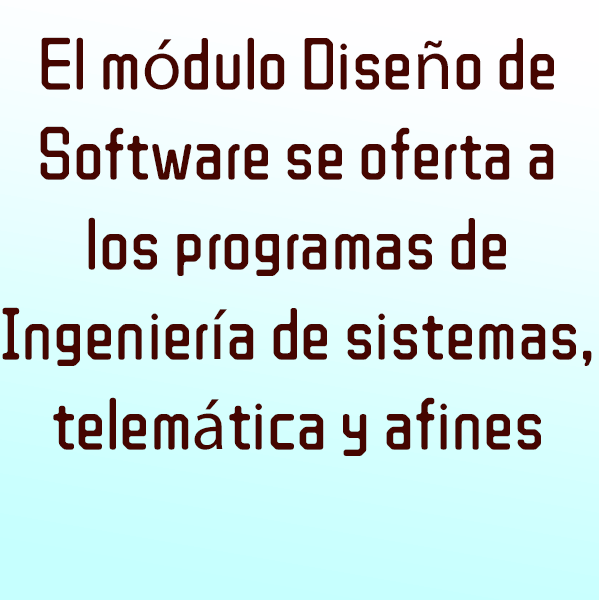 El módulo Diseño de
Software se oferta a
los programas de
Ingeniería de sistemas,
telemática y afines